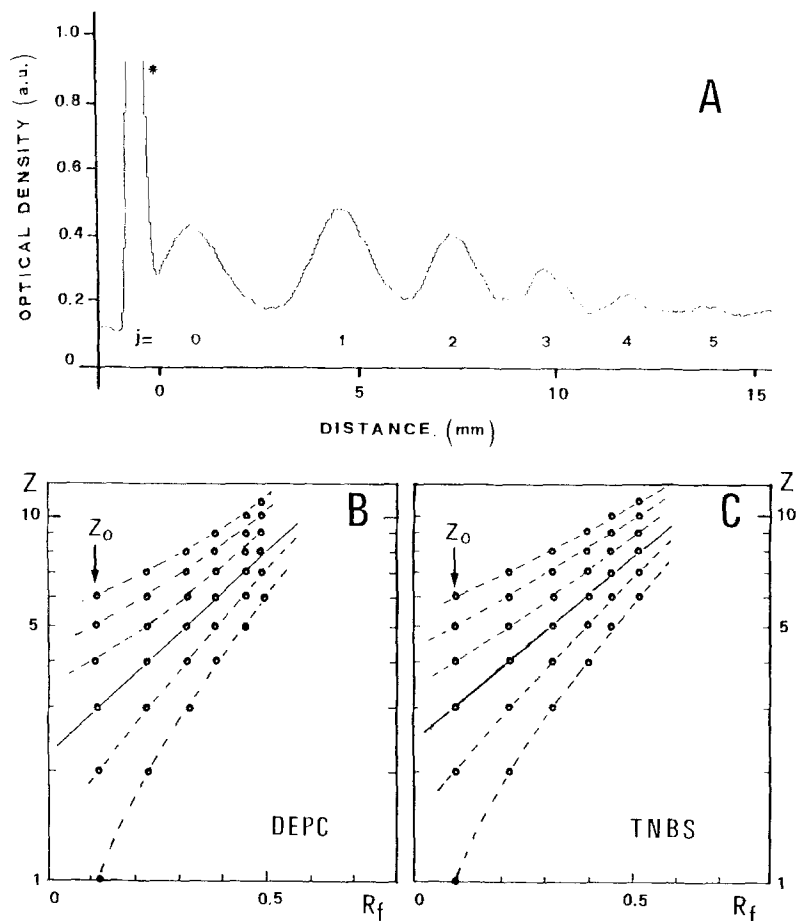 A
OPTICAL DENSITY (a.u.)
1.0
0.8
0.6
0.4
0.2
0
*
j= 0 1 2 3 4 5
0 5 10 15
DISTANCE. (mm)
Z B C Z
10 10
Z₀ Z₀
5 5
DEPC TNBS
1 1
0 0.5 Rf 0 0.5 Rf